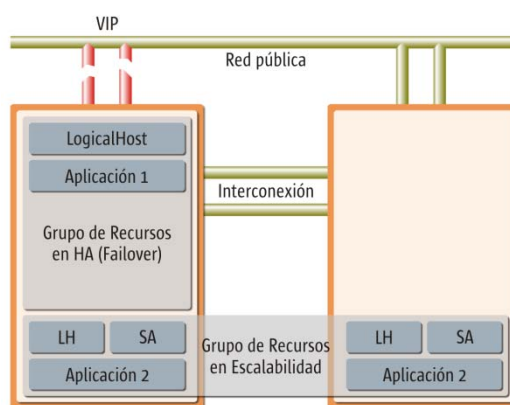 VIP
Red pública
LogicalHost
Aplicación 1
Interconexión
Grupo de Recursos
en HA (Failover)
LH
SA
Aplicación 2
Grupo de Recursos
en Escalabilidad
LH
SA
Aplicación 2